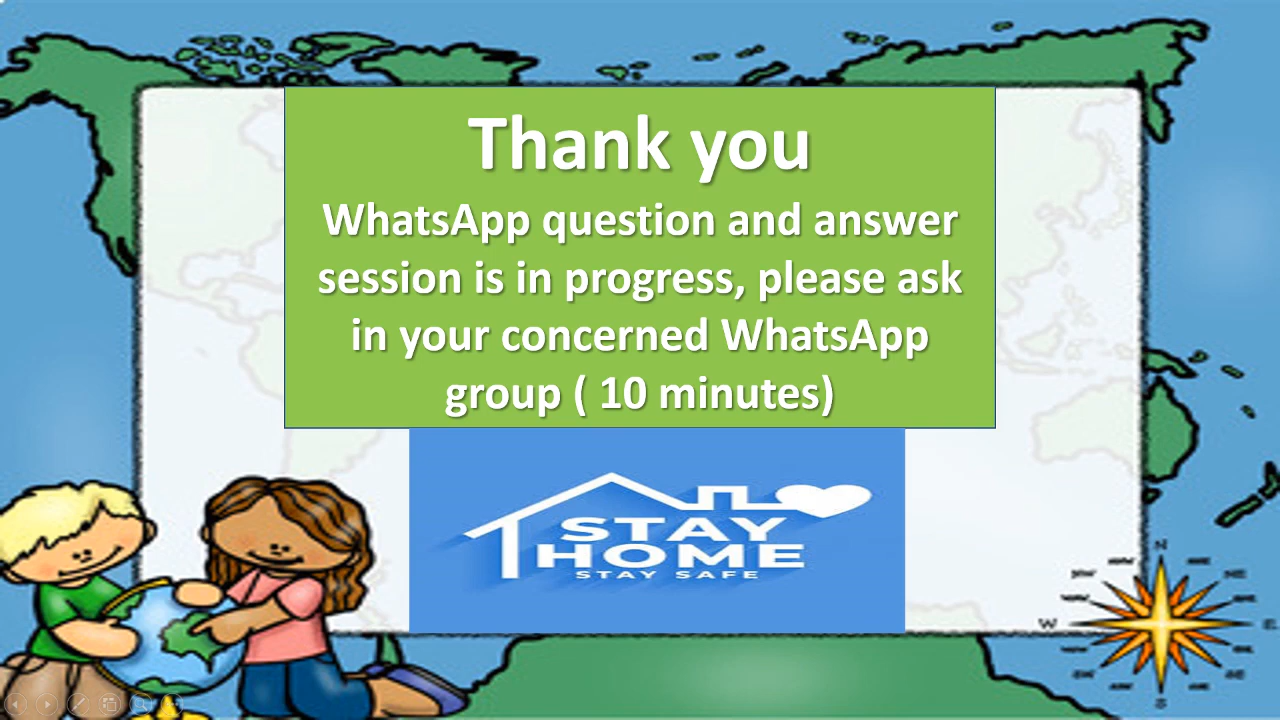 Thank you
WhatsApp question and answer
session is in progress, please ask
in your concerned WhatsApp
group ( 10 minutes)
STAY
HOME
STAY SAFE
N
W
E
S